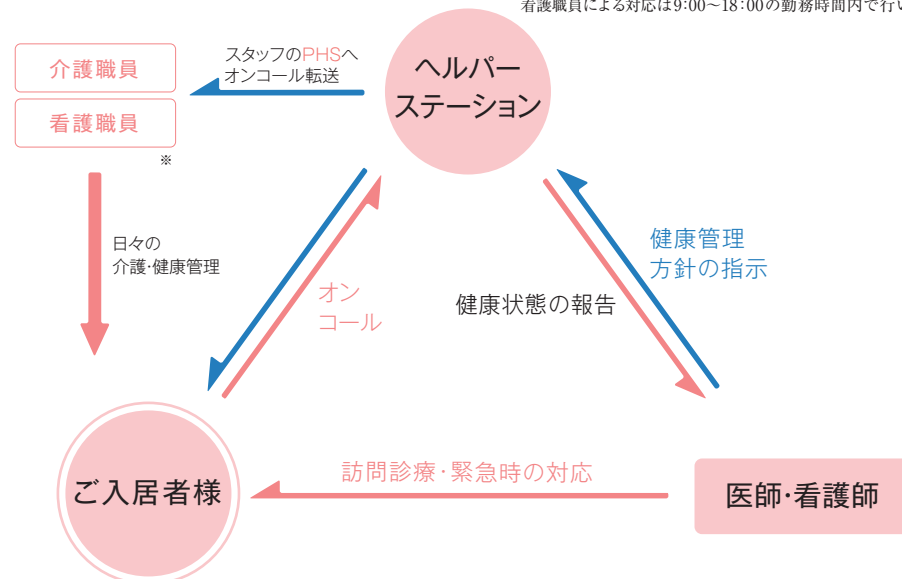 看護職員による対応は9:00〜18:00の勤務時間内で行い
スタッフのPHSへ
オンコール転送
ヘルパー
ステーション
介護職員
看護職員
※
日々の
介護·健康管理
オン
コール
健康管理
方針の指示
健康状態の報告
訪問診療·緊急時の対応
ご入居者様
医師·看護師